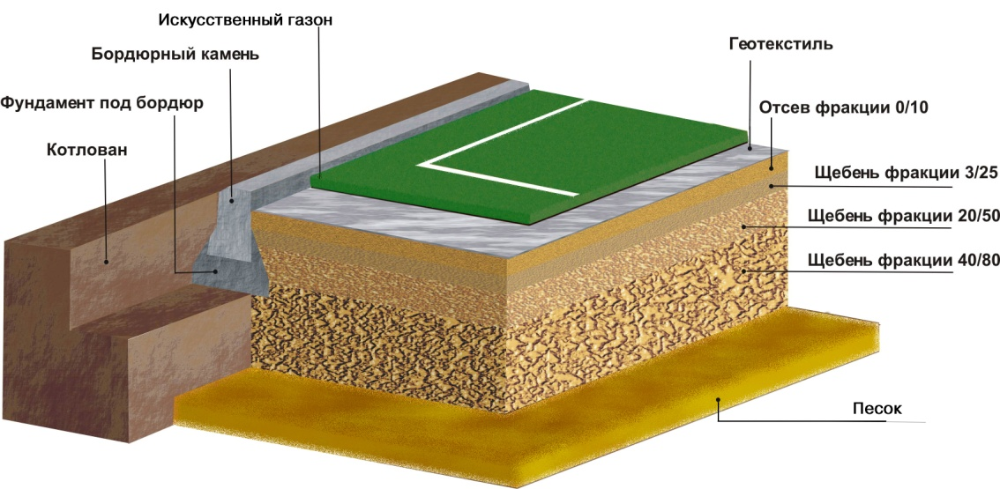 Искусственный газон
Бордюрный камень
Фундамент под бордюр
Котлован
Геотекстиль
Отсев фракции 0/10
Щебень фракции 3/25
Щебень фракции 20/50
Щебень фракции 40/80
Песок